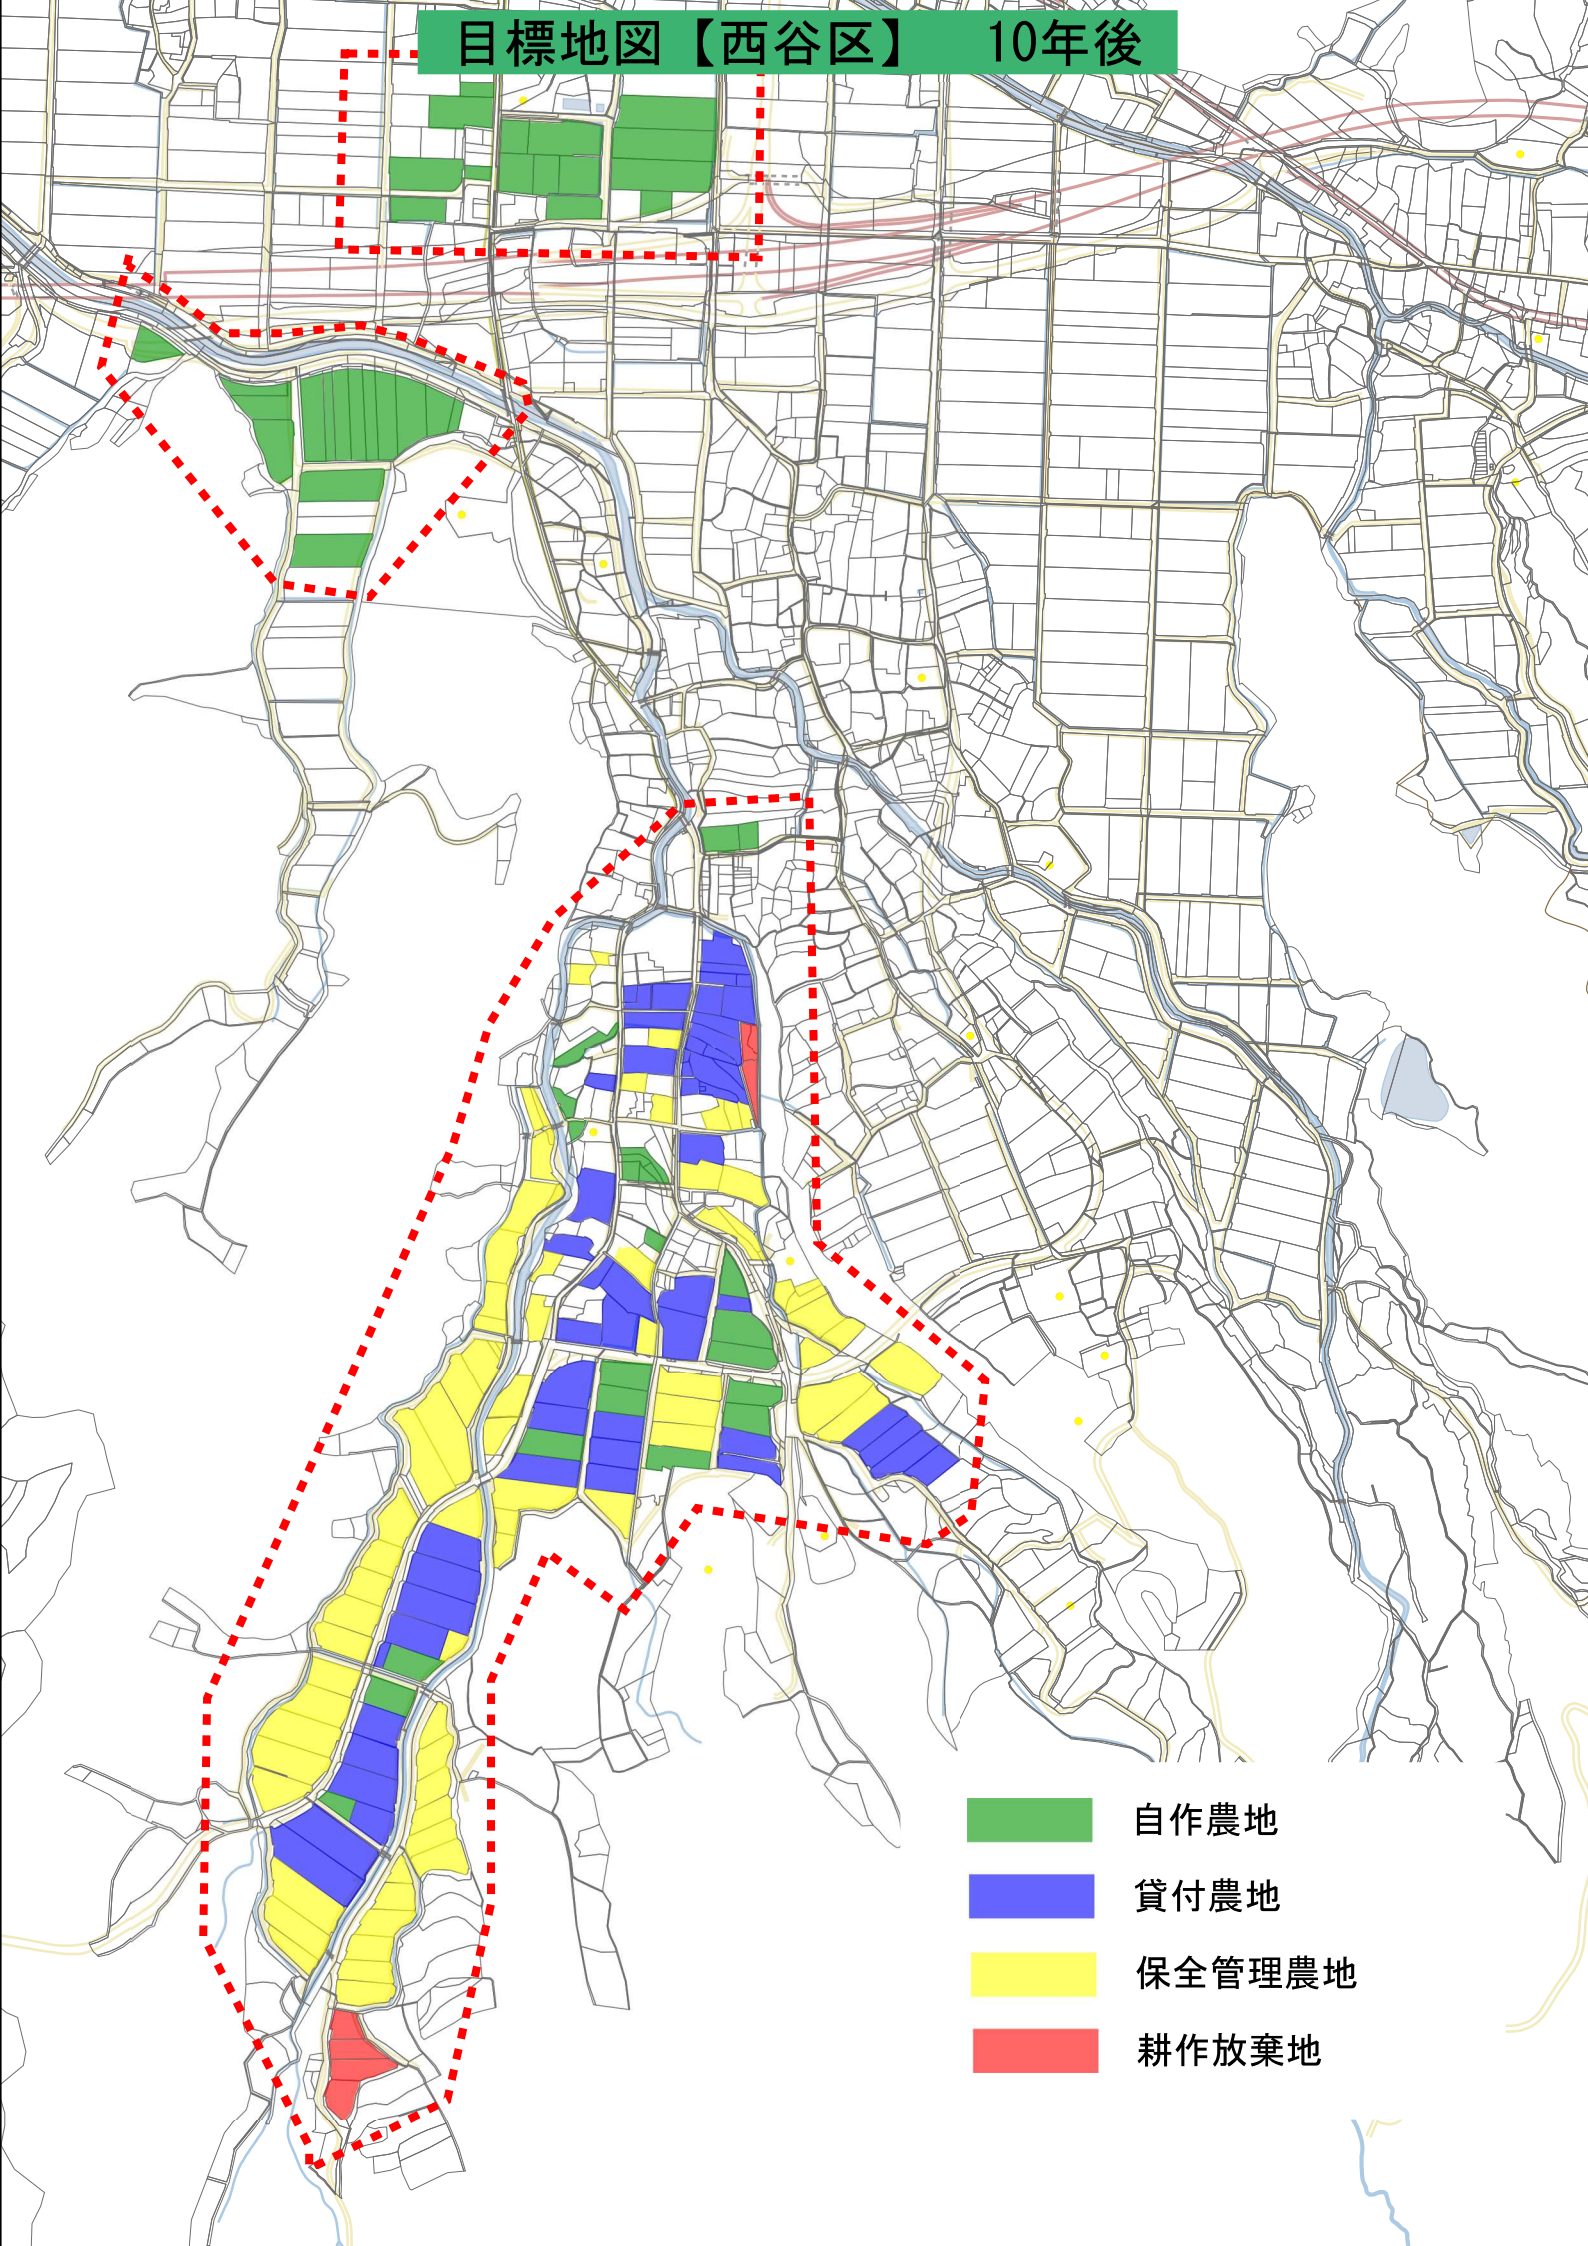 目標地図【西谷区】　10年後
自作農地
貸付農地
保全管理農地
耕作放棄地